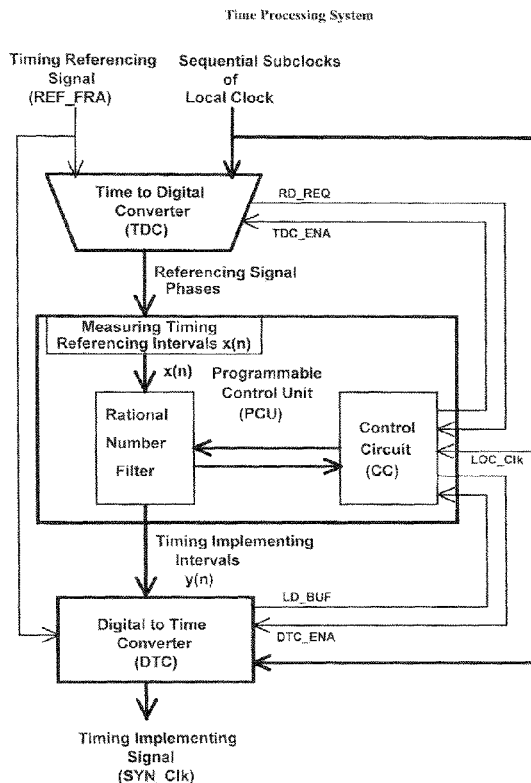 Time Processing System
Timing Referencing
Signal
(REF_FRA)
Sequential Subclocks
of
Local Clock
Time to Digital
Converter
(TDC)
RD_REQ
TDC_ENA
Referencing Signal
Phases
Measuring Timing
Referencing Intervals x(n)
x(n)
Programmable
Control Unit
(PCU)
Rational
Number
Filter
Control
Circuit
(CC)
LOC_Clk
Timing Implementing
Intervals
y(n)
LD_BUF
Digital to Time
Converter
(DTC)
DTC_ENA
Timing Implementing
Signal
(SYN_Clk)